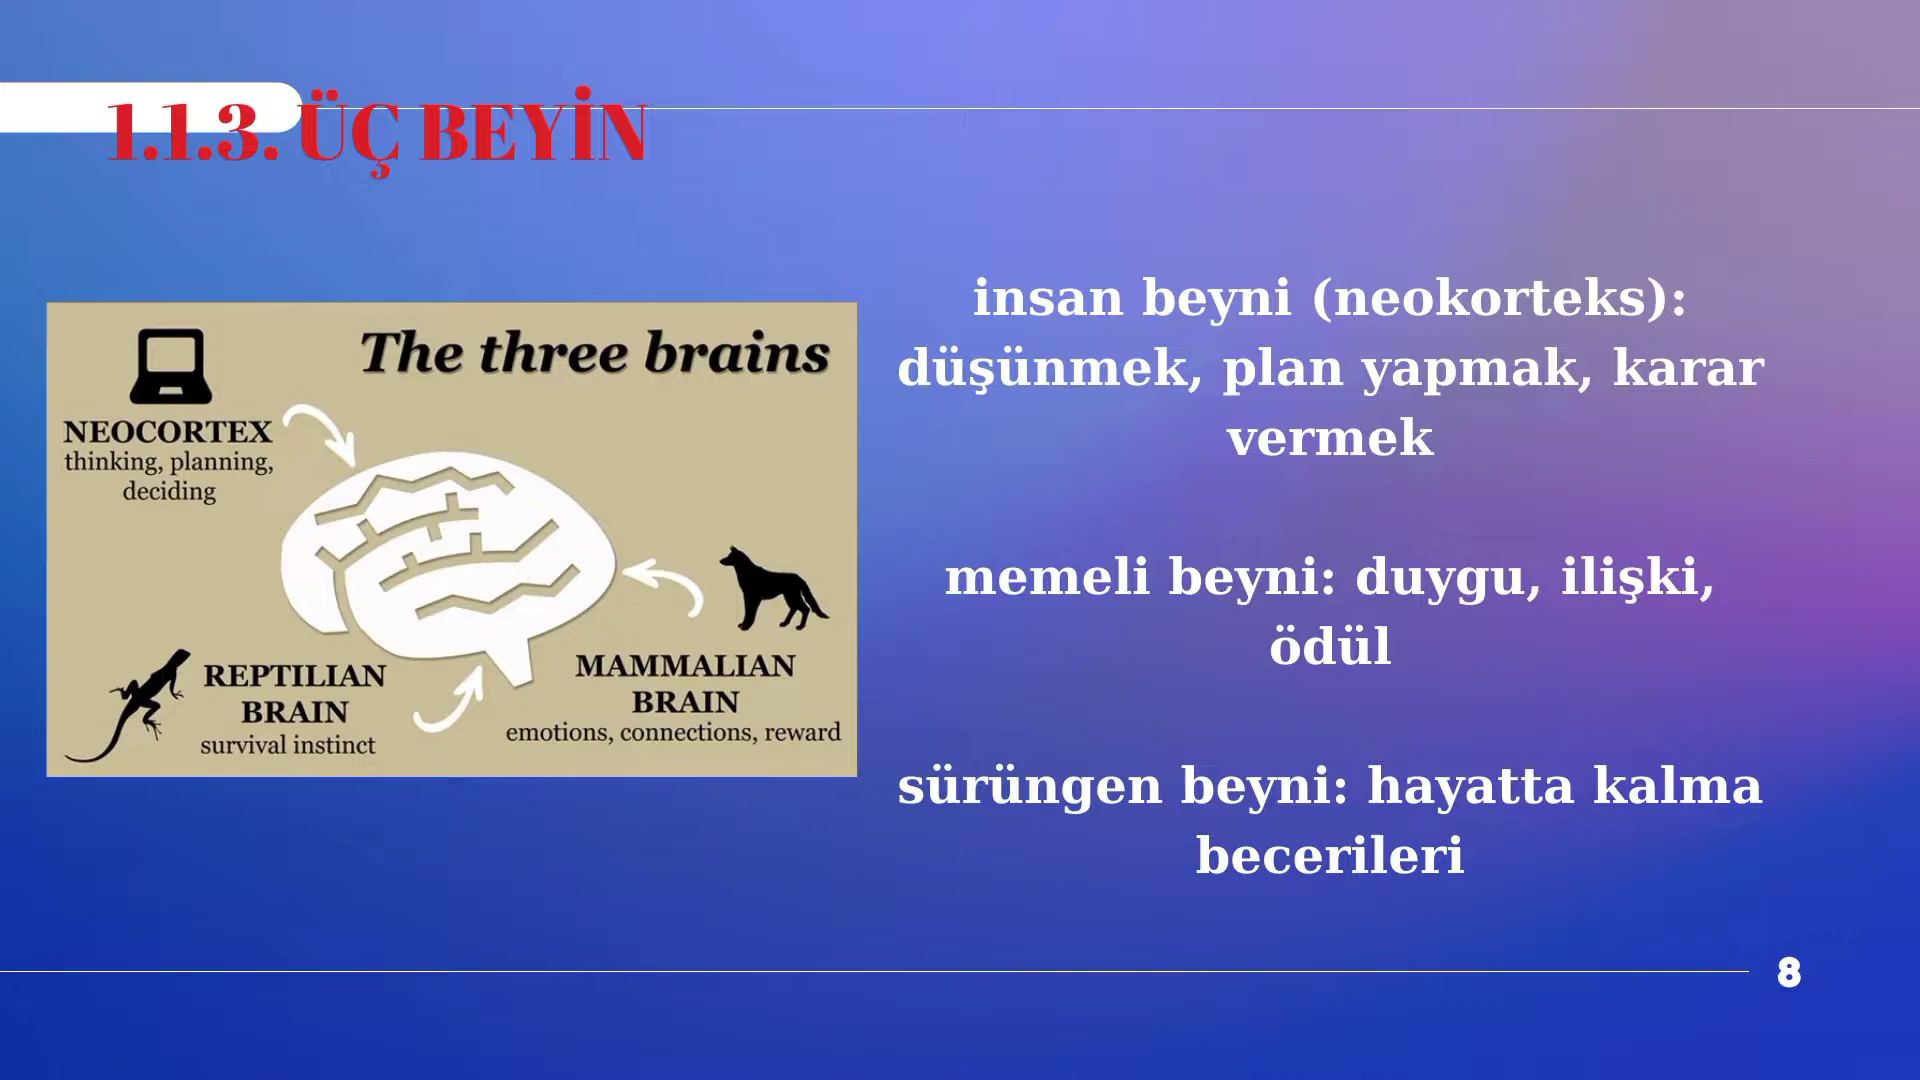 1.1.3. ÜÇ BEYİN
The three brains
NEOCORTEX
thinking, planning,
deciding
REPTILIAN
BRAIN
survival instinct
MAMMALIAN
BRAIN
emotions, connections, reward
insan beyni (neokorteks):
düşünmek, plan yapmak, karar
vermek
memeli beyni: duygu, ilişki,
ödül
sürüngen beyni: hayatta kalma
becerileri
8